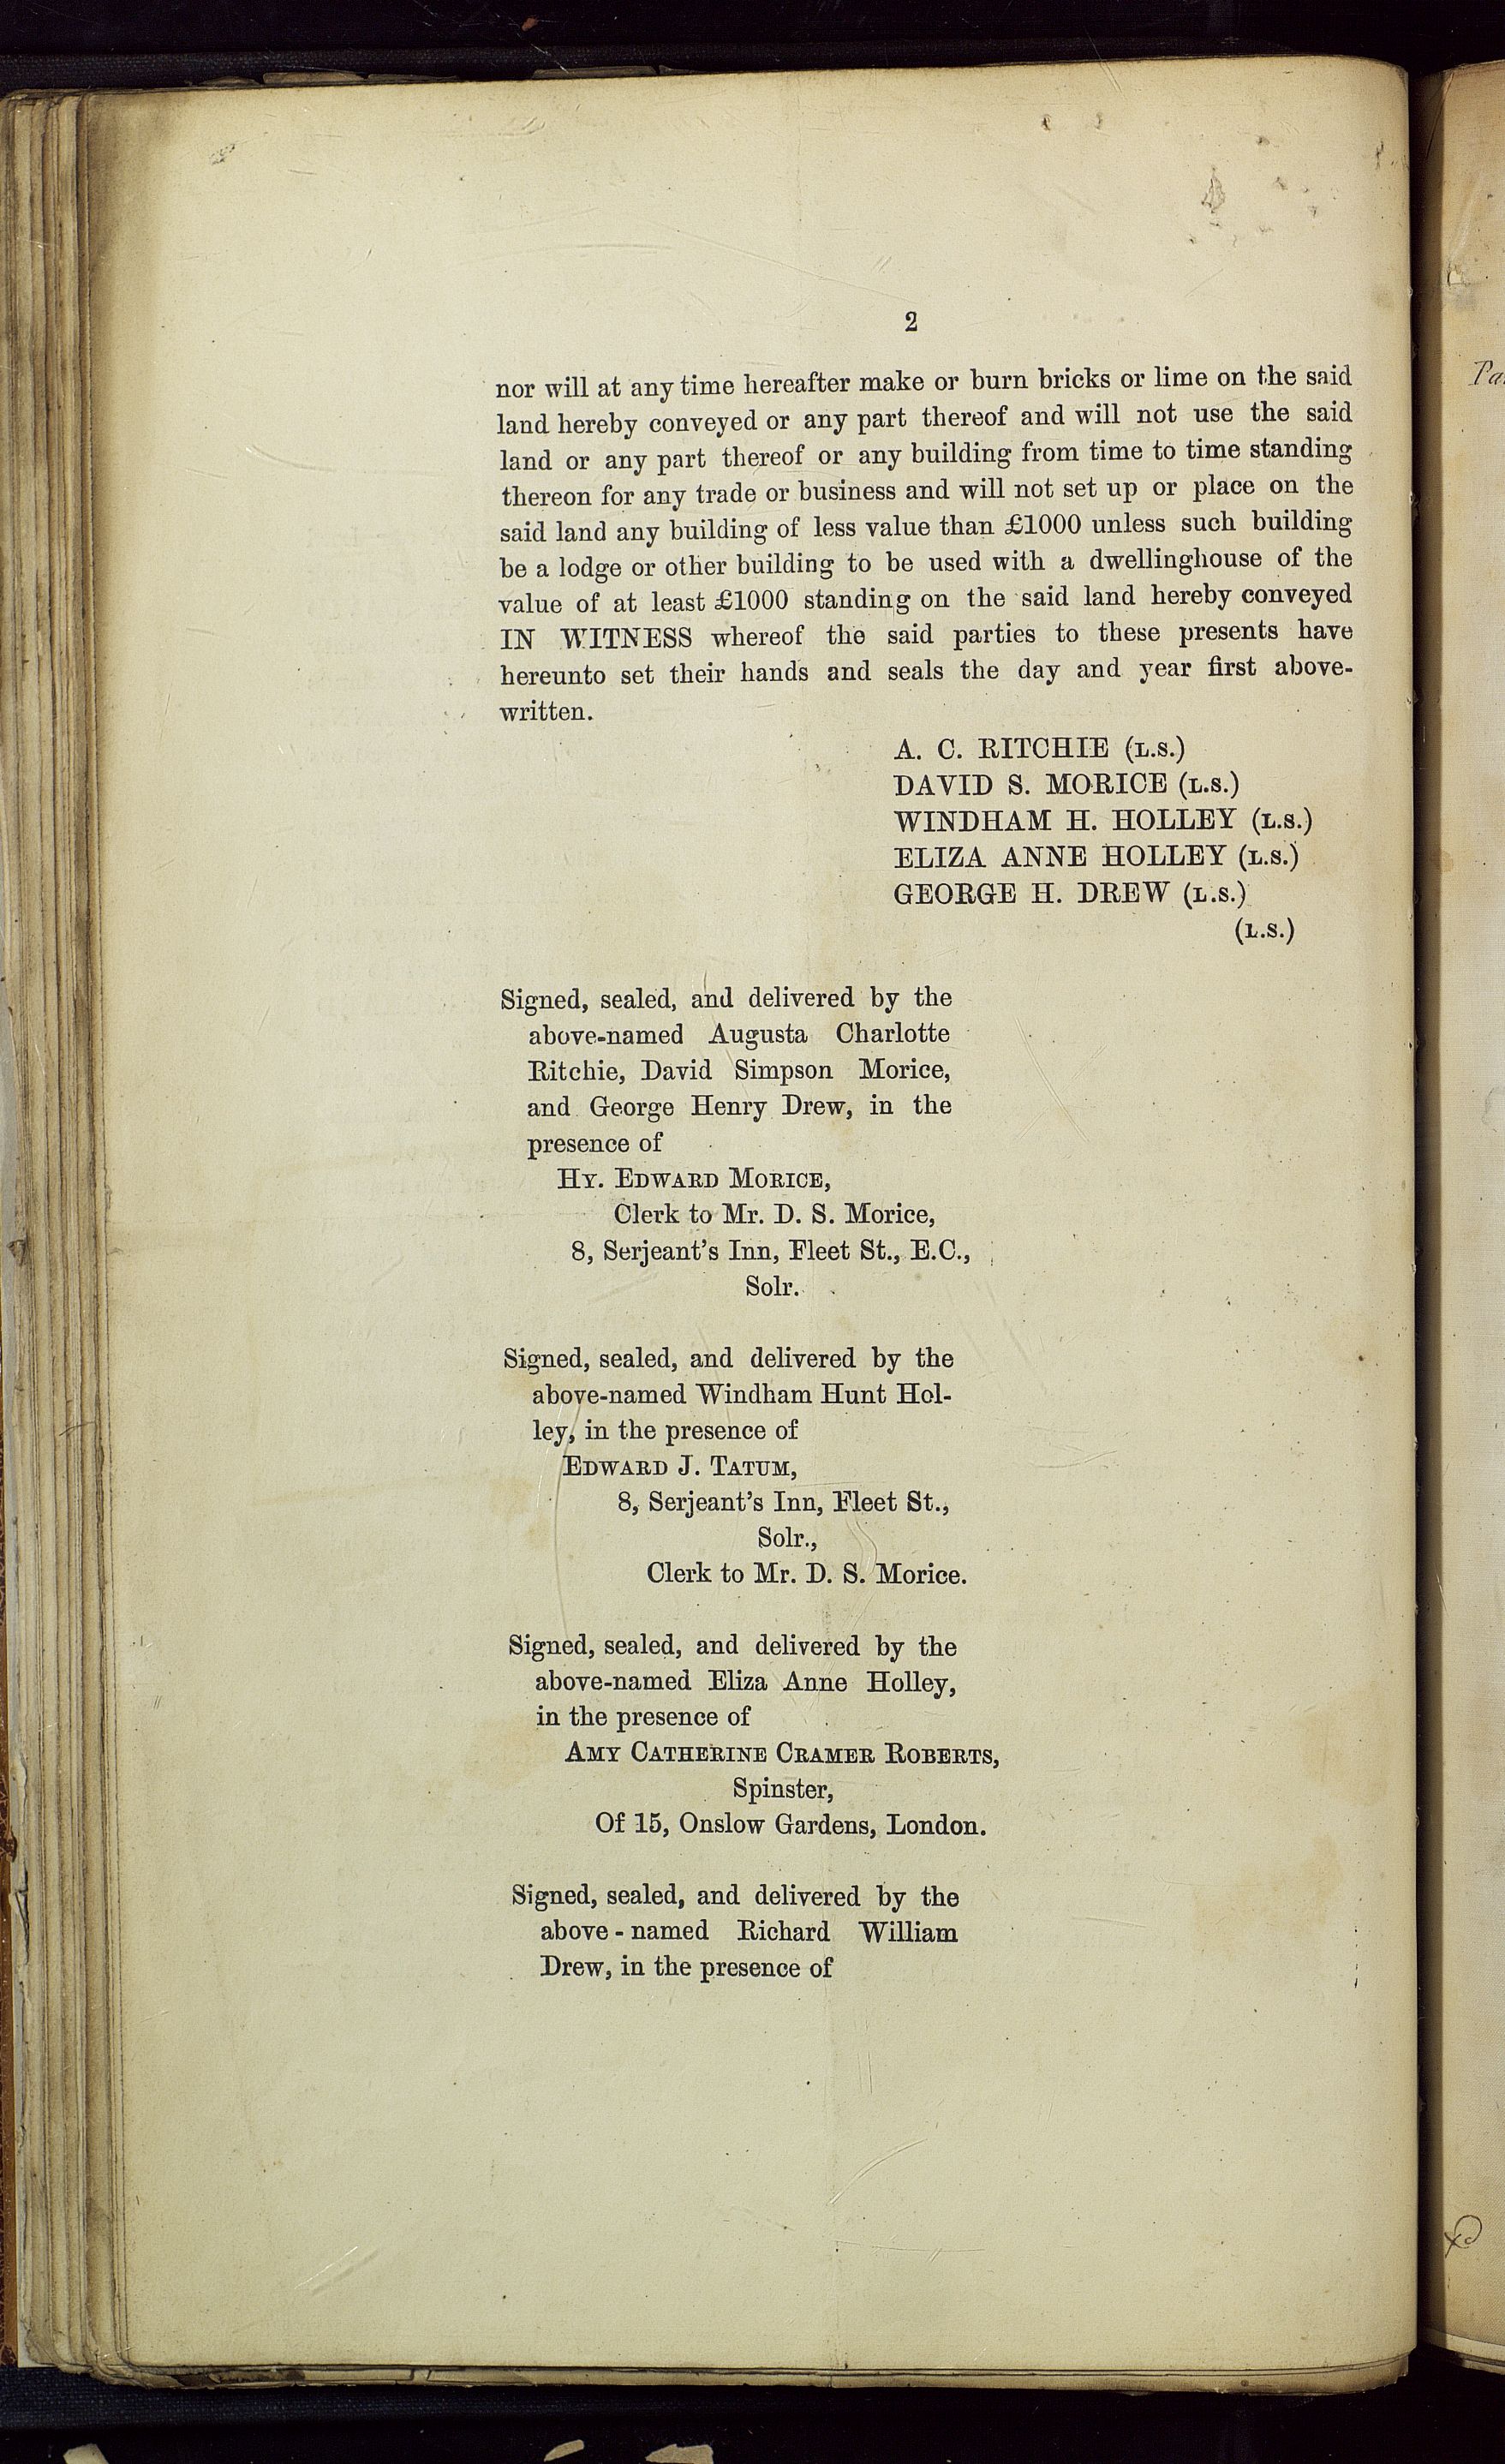 2
nor will at any time hereafter make or burn bricks or lime on the said
land hereby conveyed or any part thereof and will not use the said
land or any part thereof or any building from time to time standing
thereon for any trade or business and will not set up or place on the
said land any building of less value than £1000 unless such building
be a lodge or other building to be used with a dwellinghouse of the
value of at least £1000 standing on the said land hereby conveyed
IN WITNESS whereof the said parties to these presents have
hereunto set their hands and seals the day and year first above-
written.
A. C. RITCHIE (L.S.)
DAVID S. MORICE (L.S.)
WINDHAM H. HOLLEY (L.S.)
ELIZA ANNE HOLLEY (L.S.)
GEORGE H. DREW (L.S.)
(L.S.)
Signed, sealed, and delivered by the
above-named Augusta Charlotte
Ritchie, David Simpson Morice,
and George Henry Drew, in the
presence of
HY. EDWARD MORICE,
Clerk to Mr. D. S. Morice,
8, Serjeant's Inn, Fleet St., E.C.,
Solr.
Signed, sealed, and delivered by the
above-named Windham Hunt Hol-
ley, in the presence of
EDWARD J. TATUM,
8, Serjeant's Inn, Fleet St.,
Solr.,
Clerk to Mr. D. S. Morice.
Signed, sealed, and delivered by the
above-named Eliza Anne Holley,
in the presence of
AMY CATHERINE CRAMER ROBERTS,
Spinster,
Of 15, Onslow Gardens, London.
Signed, sealed, and delivered by the
above-named Richard William
Drew, in the presence of